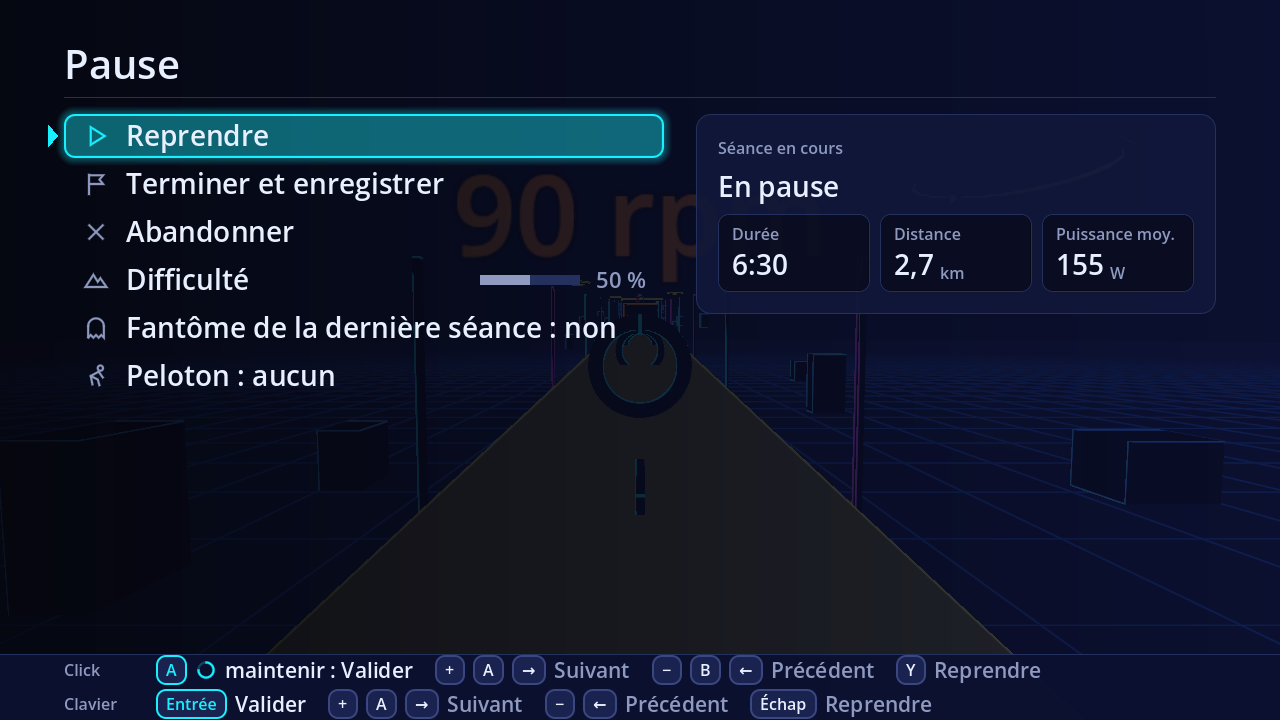 Pause
Reprendre
Terminer et enregistrer
Abandonner
Difficulté 50 %
Fantôme de la dernière séance : non
Peloton : aucun
90
Séance en cours
En pause
Durée
6:30
Distance
2,7 km
Puissance moy.
155 W
Click A maintenir : Valider + A → Suivant − B ← Précédent Y Reprendre
Clavier Entrée Valider + A → Suivant − ← Précédent Échap Reprendre